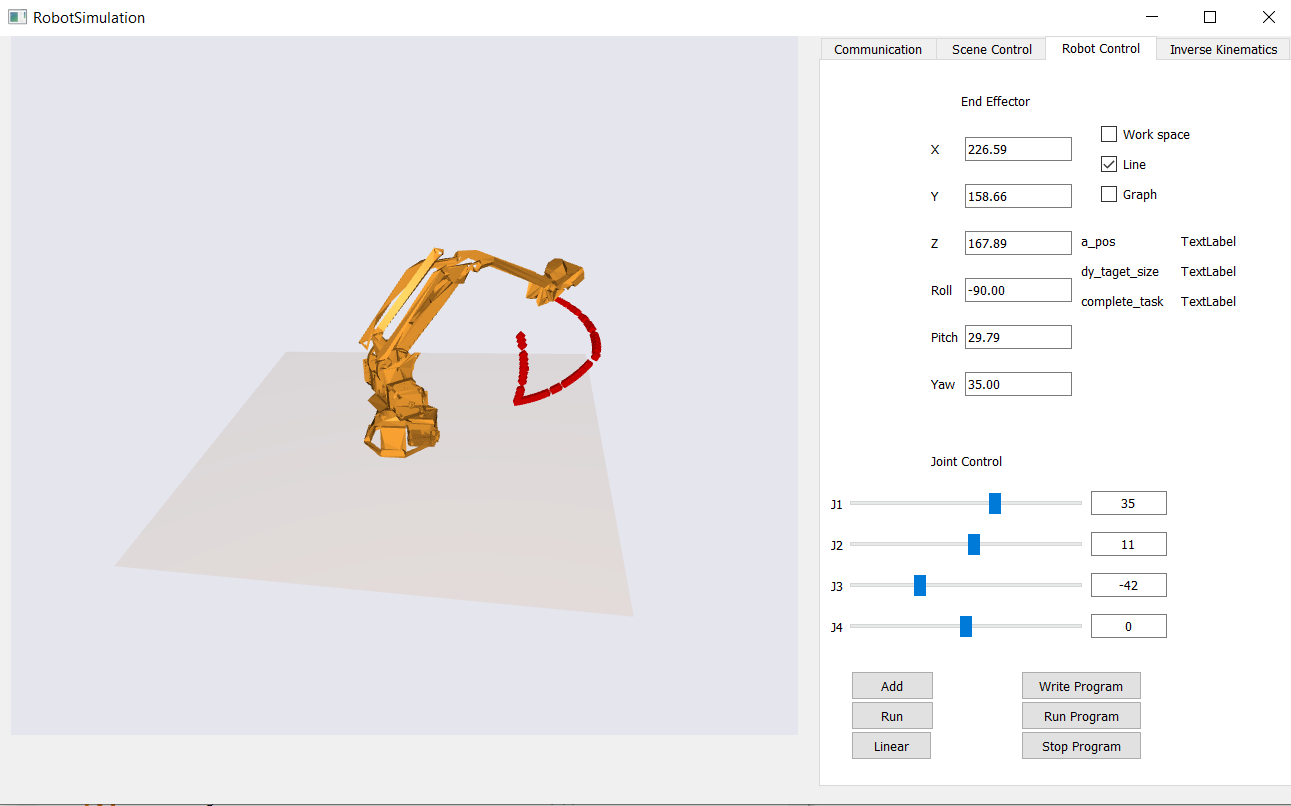 RobotSimulation
Communication Scene Control Robot Control Inverse Kinematics
End Effector
Work space
X 226.59
Line
Y 158.66
Graph
Z 167.89
a_pos TextLabel
dy_taget_size TextLabel
Roll -90.00
complete_task TextLabel
Pitch 29.79
Yaw 35.00
Joint Control
J1 35
J2 11
J3 -42
J4 0
Add Write Program
Run Run Program
Linear Stop Program